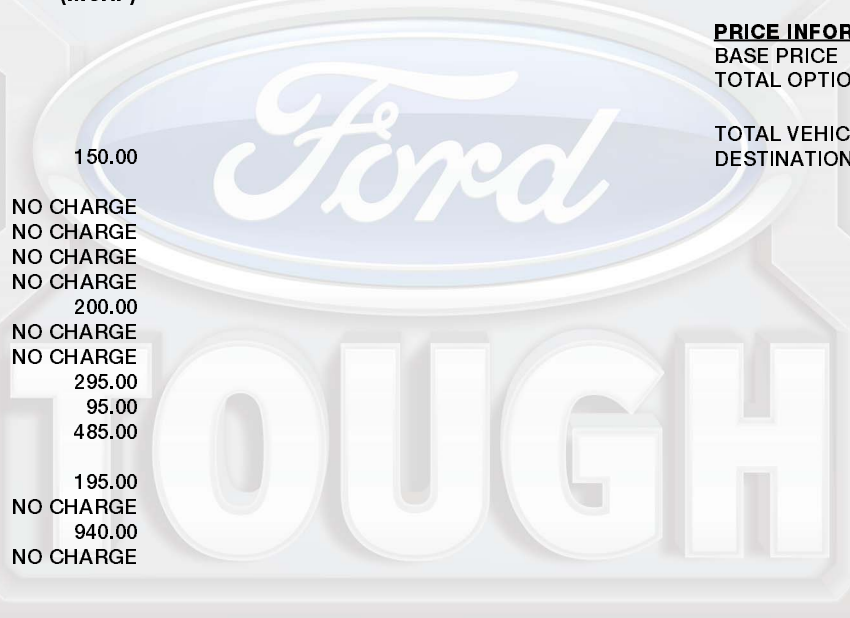 PRICE INFOR
BASE PRICE
TOTAL OPTIO
TOTAL VEHIC
150.00
DESTINATION
NO CHARGE
NO CHARGE
NO CHARGE
NO CHARGE
200.00
NO CHARGE
NO CHARGE
295.00
95.00
485.00
195.00
NO CHARGE
940.00
NO CHARGE
Ford
TOUGH